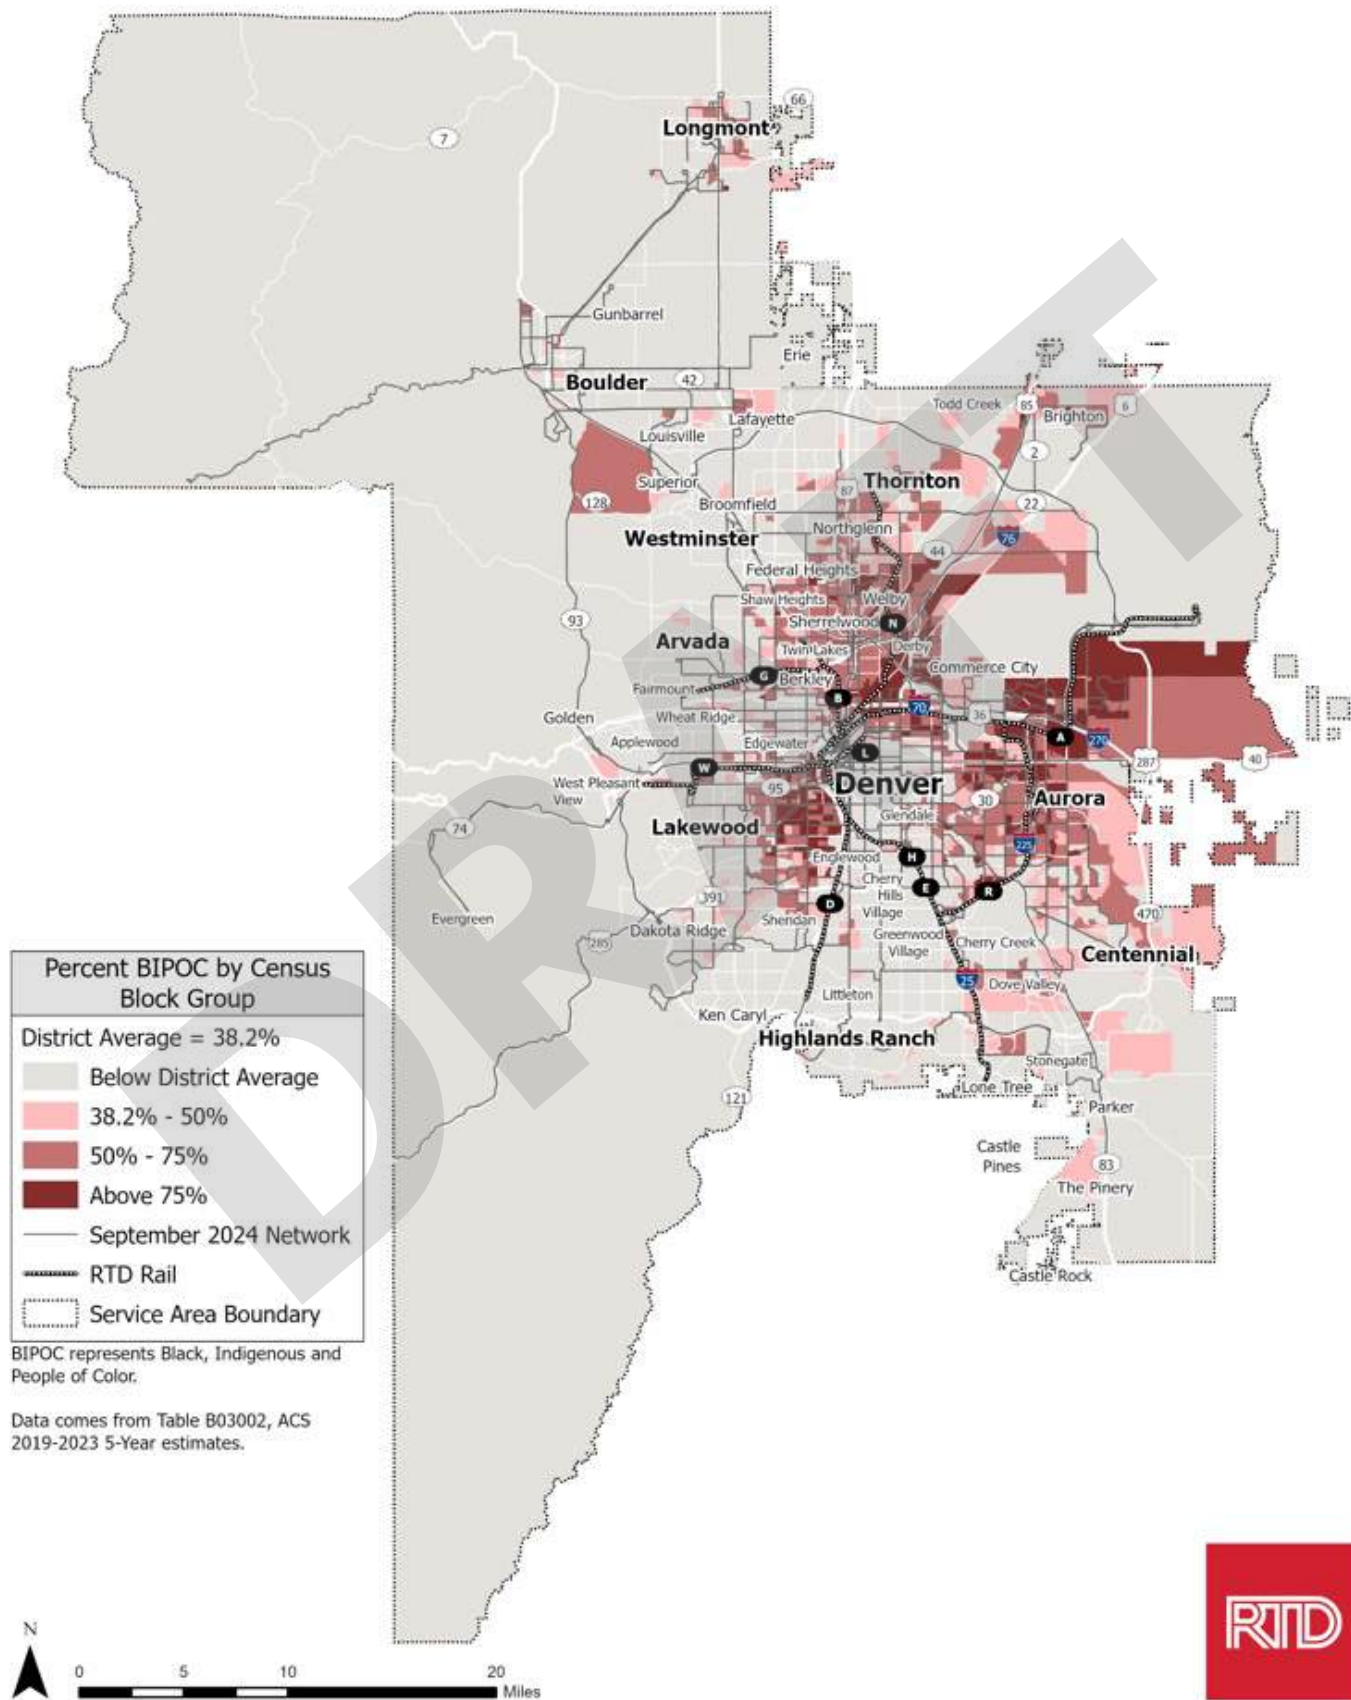 66
Longmont
7
Gunbarrel
Erie
Boulder
42
Todd Creek
85
Brighton
6
Lafayette
Louisville
2
Superior
87
Thornton
128
Broomfield
22
Northglenn
Westminster
76
44
Federal Heights
Shaw Heights
Welby
93
Sherrelwood
N
Arvada
Twin Lakes
Derby
Commerce City
G
Berkley
Fairmount
B
70
Golden
Wheat Ridge
36
A
270
Applewood
Edgewater
L
287
40
W
West Pleasant
View
95
Denver
30
Aurora
74
Lakewood
Glendale
225
Englewood
H
Cherry
Hills
Village
E
R
391
D
Evergreen
Sheridan
470
285
Dakota Ridge
Greenwood
Village
Cherry Creek
Centennial
25
Dove Valley
Littleton
Ken Caryl
Highlands Ranch
Stonegate
Lone Tree
121
Parker
Castle
Pines
83
The Pinery
Castle Rock
DRAFT
Percent BIPOC by Census
Block Group
District Average = 38.2%
Below District Average
38.2% - 50%
50% - 75%
Above 75%
September 2024 Network
RTD Rail
Service Area Boundary
BIPOC represents Black, Indigenous and
People of Color.
Data comes from Table B03002, ACS
2019-2023 5-Year estimates.
N
0 5 10 20
Miles
RTD